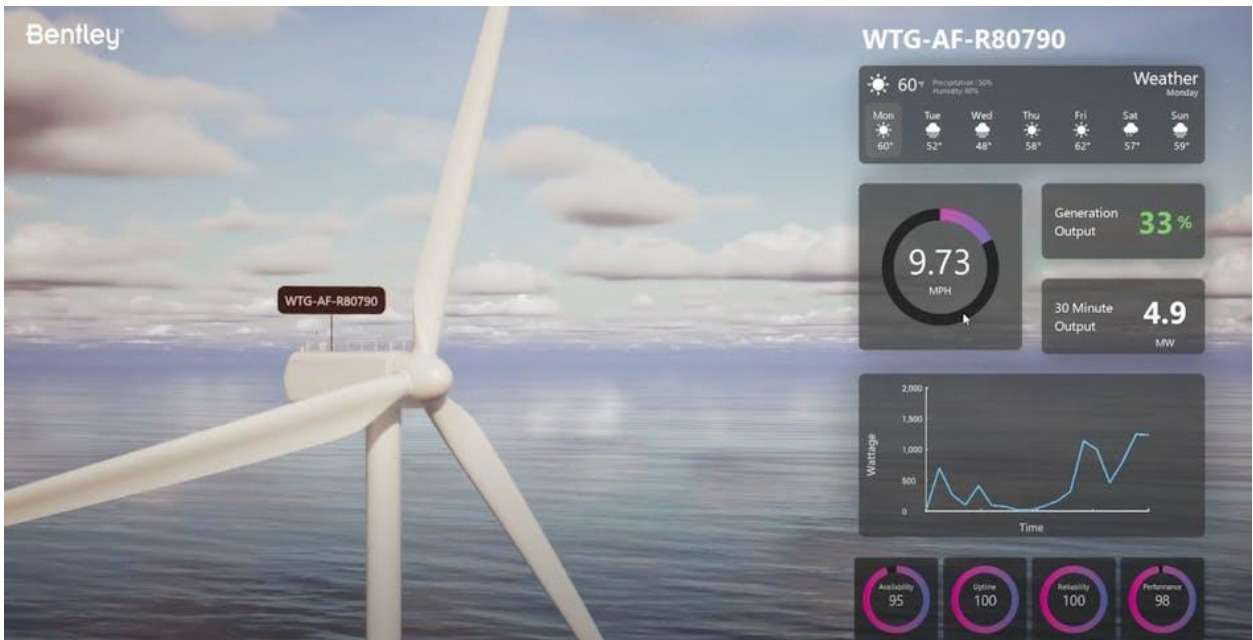 Bentley
WTG-AF-R80790
WTG-AF-R80790
60°F
Precipitation: 50%
Humidity: 80%
Weather
Monday
Mon Tue Wed Thu Fri Sat Sun
60° 52° 48° 58° 62° 57° 59°
9.73
MPH
Generation
Output
33 %
30 Minute
Output
4.9
MW
2,000
1,500
1,000
500
0
Wattage
Time
Availability
95
Uptime
100
Reliability
100
Performance
98